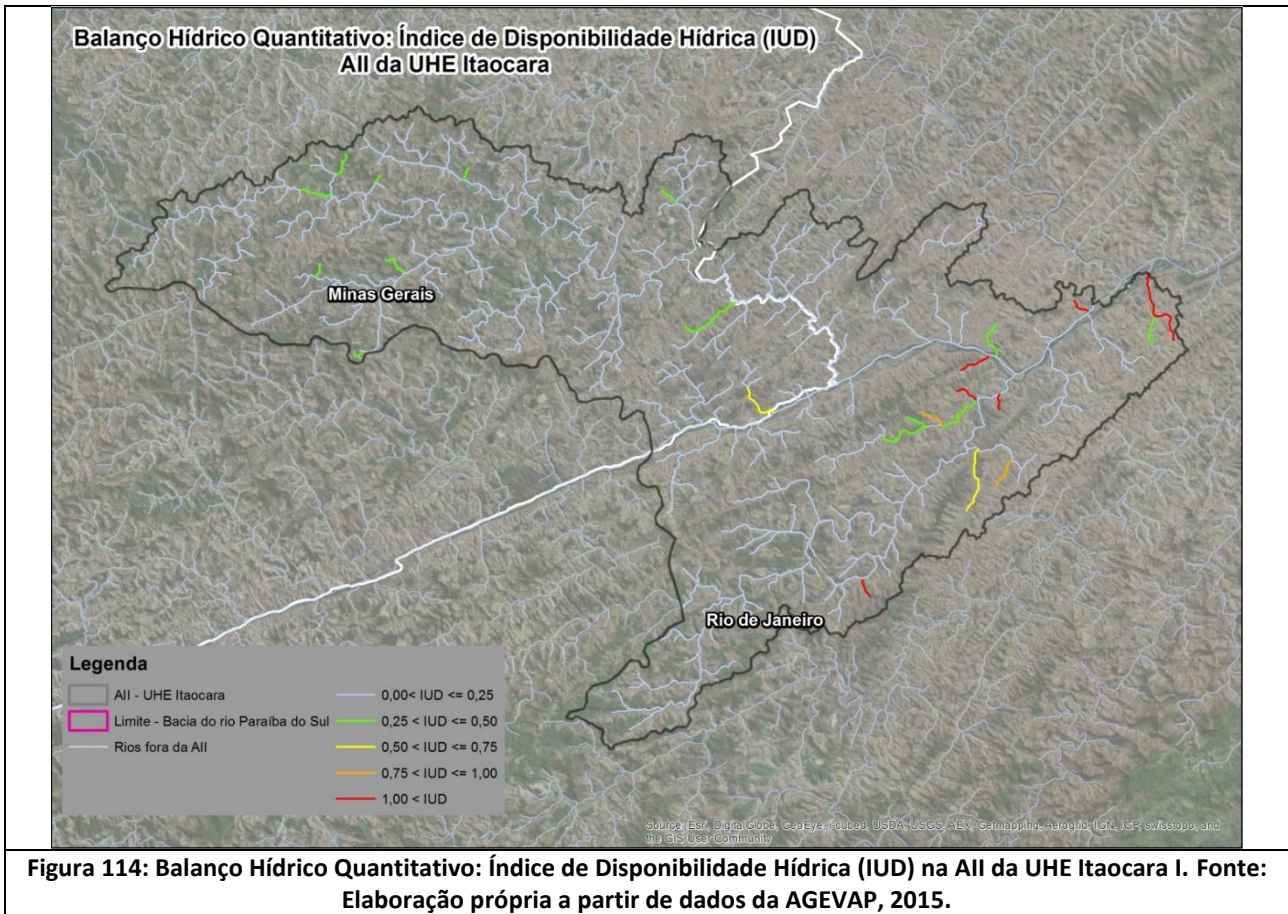 Balanço Hídrico Quantitativo: Índice de Disponibilidade Hídrica (IUD)
AII da UHE Itaocara
Minas Gerais
Rio de Janeiro
Legenda
AII - UHE Itaocara
Limite - Bacia do rio Paraíba do Sul
Rios fora da AII
0,00< IUD <= 0,25
0,25 < IUD <= 0,50
0,50 < IUD <= 0,75
0,75 < IUD <= 1,00
1,00 < IUD
Source: Esri, DigitalGlobe, GeoEye, i-cubed, USDA, USGS, AEX, Getmapping, Aerogrid, IGN, IGP, swisstopo, and
the GIS User Community
Figura 114: Balanço Hídrico Quantitativo: Índice de Disponibilidade Hídrica (IUD) na AII da UHE Itaocara I. Fonte:
Elaboração própria a partir de dados da AGEVAP, 2015.